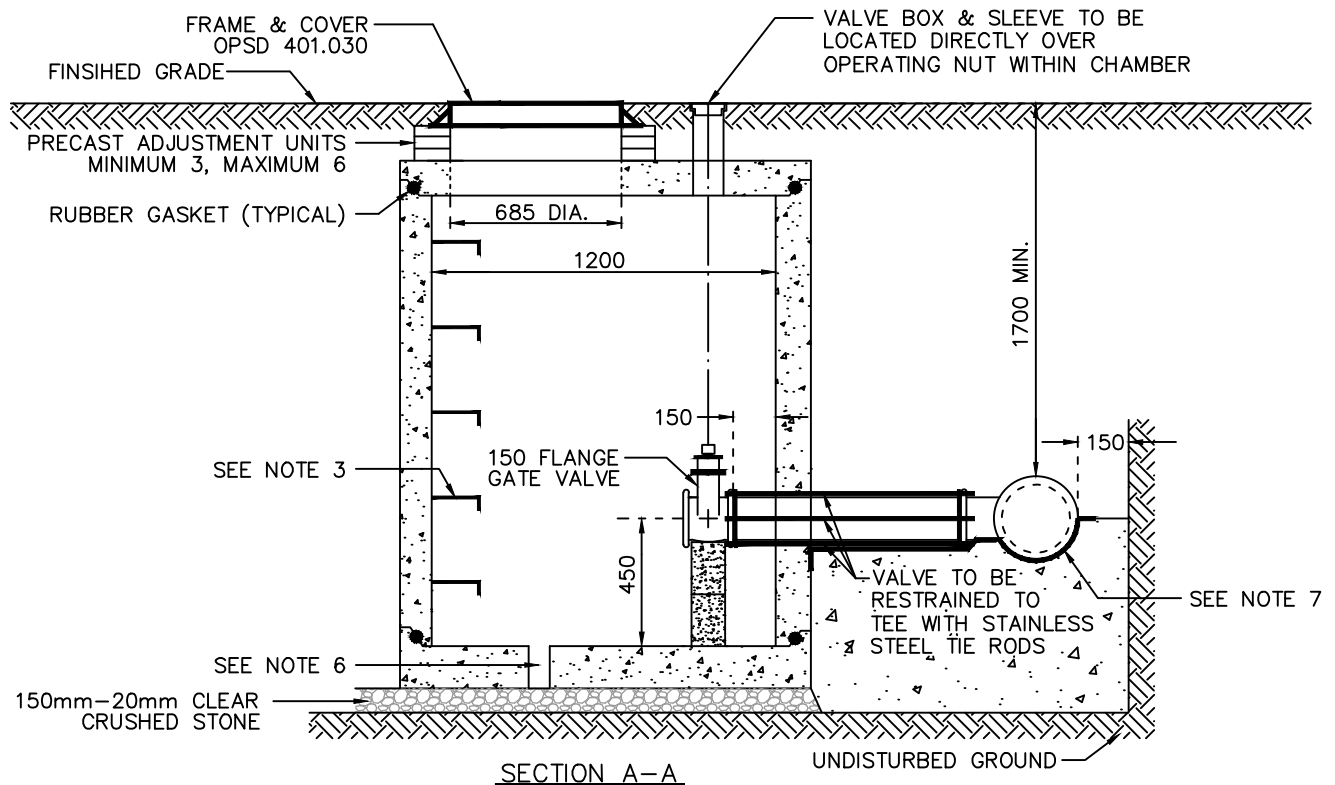 FRAME & COVER
OPSD 401.030
FINSIHED GRADE
VALVE BOX & SLEEVE TO BE
LOCATED DIRECTLY OVER
OPERATING NUT WITHIN CHAMBER
PRECAST ADJUSTMENT UNITS
MINIMUM 3, MAXIMUM 6
RUBBER GASKET (TYPICAL)
685 DIA.
1200
1700 MIN.
150
150
SEE NOTE 3
150 FLANGE
GATE VALVE
450
VALVE TO BE
RESTRAINED TO
TEE WITH STAINLESS
STEEL TIE RODS
SEE NOTE 7
SEE NOTE 6
150mm-20mm CLEAR
CRUSHED STONE
UNDISTURBED GROUND
SECTION A-A